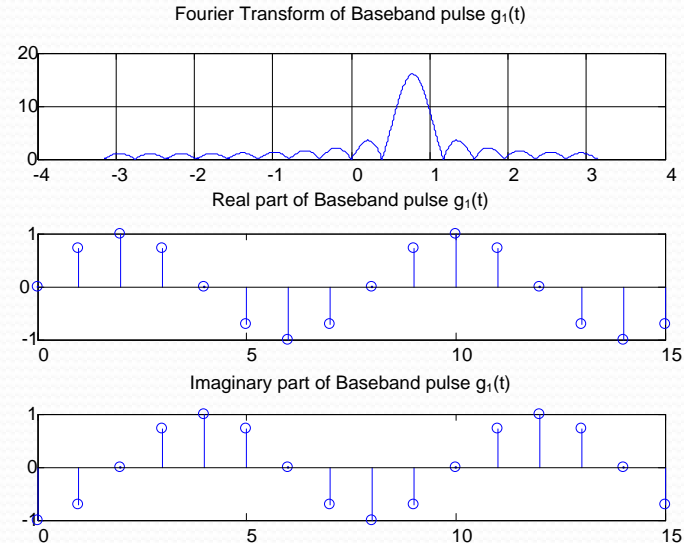 Fourier Transform of Baseband pulse g₁(t)
20
10
0
-4 -3 -2 -1 0 1 2 3 4
Real part of Baseband pulse g₁(t)
1
0
-1
0 5 10 15
Imaginary part of Baseband pulse g₁(t)
1
0
-1
0 5 10 15